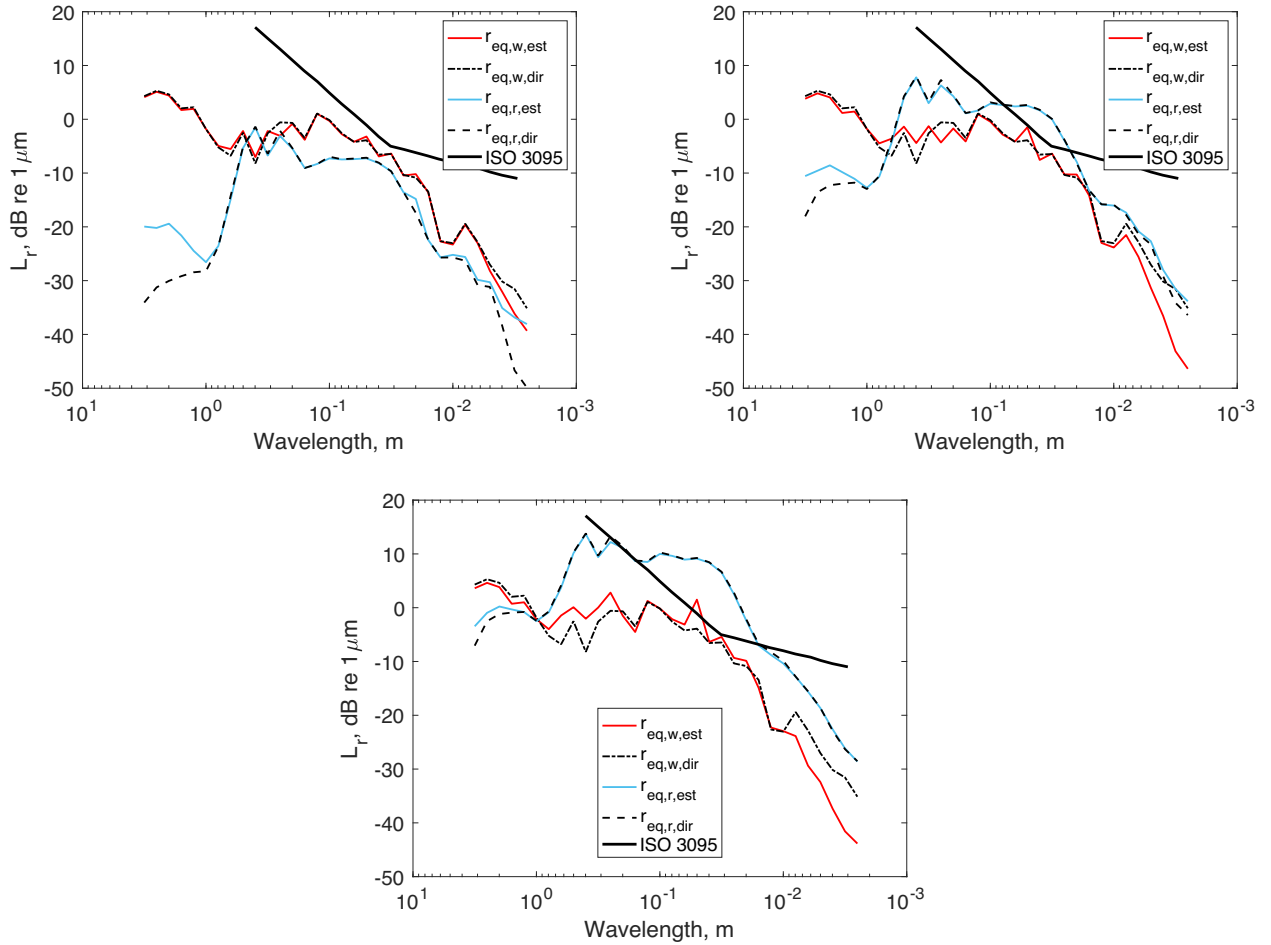 20
10
0
-10
-20
-30
-40
-50
L_r, dB re 1 μm
10^1
10^0
10^-1
10^-2
10^-3
Wavelength, m
r_eq,w,est
r_eq,w,dir
r_eq,r,est
r_eq,r,dir
ISO 3095
20
10
0
-10
-20
-30
-40
-50
L_r, dB re 1 μm
10^1
10^0
10^-1
10^-2
10^-3
Wavelength, m
r_eq,w,est
r_eq,w,dir
r_eq,r,est
r_eq,r,dir
ISO 3095
20
10
0
-10
-20
-30
-40
-50
L_r, dB re 1 μm
10^1
10^0
10^-1
10^-2
10^-3
Wavelength, m
r_eq,w,est
r_eq,w,dir
r_eq,r,est
r_eq,r,dir
ISO 3095